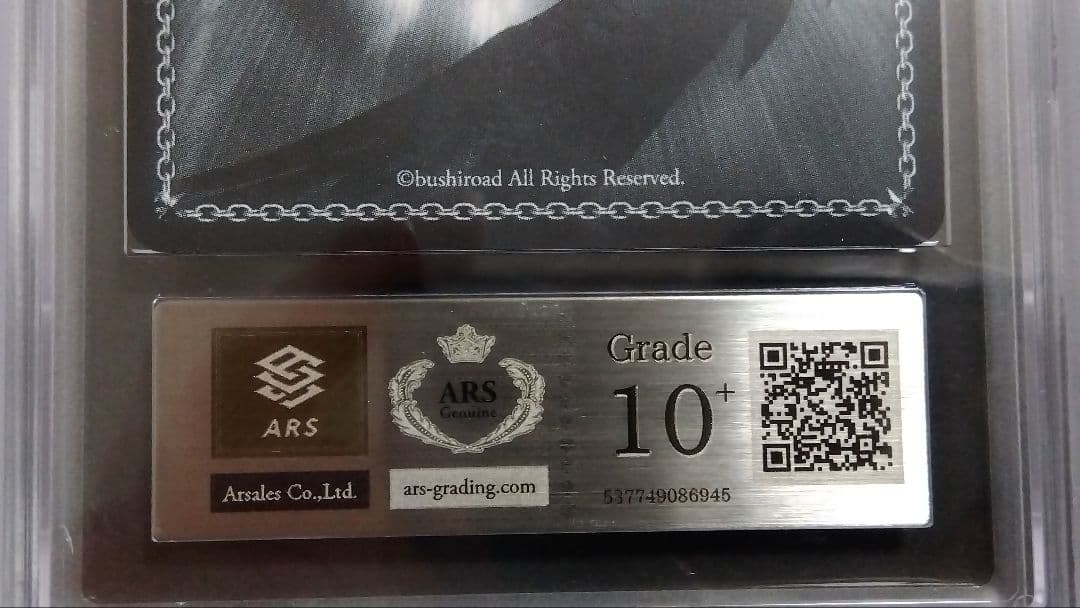 ©bushiroad All Rights Reserved.
ARS
Arsales Co.,Ltd.
ARS
Genuine
ars-grading.com
Grade
10+
537749086945